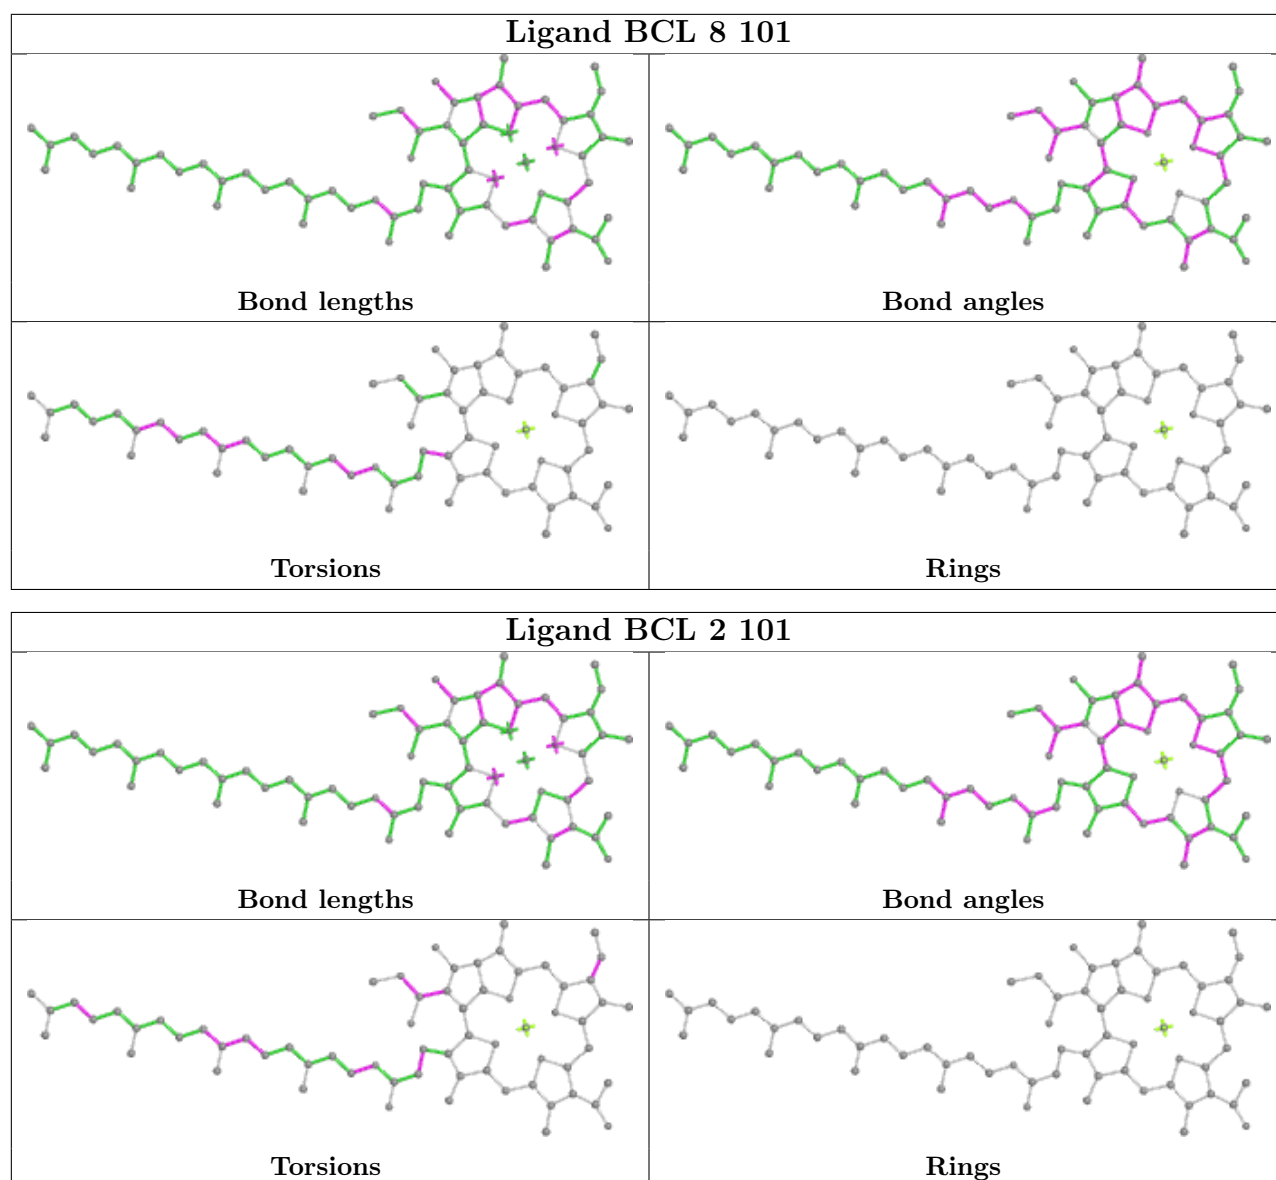 Ligand BCL 8 101
Bond lengths
Bond angles
Torsions
Rings
Ligand BCL 2 101
Bond lengths
Bond angles
Torsions
Rings